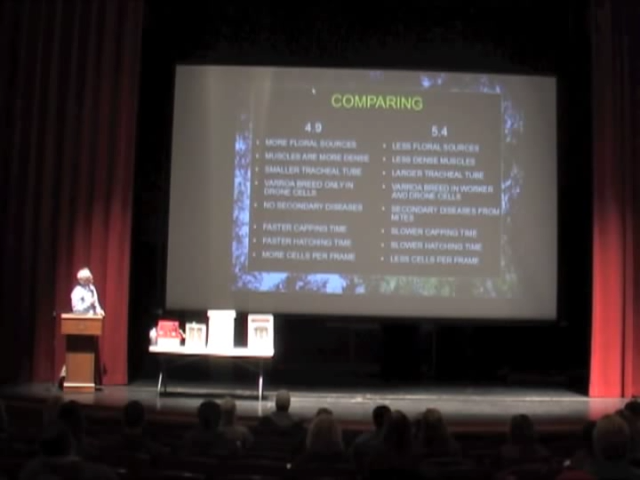 COMPARING
4.9
• MORE FLORAL SOURCES
• MUSCLES ARE MORE DENSE
• SMALLER TRACHEAL TUBE
• VARROA BREED ONLY IN
DRONE CELLS
• NO SECONDARY DISEASES
• FASTER CAPPING TIME
• FASTER HATCHING TIME
• MORE CELLS PER FRAME
5.4
• LESS FLORAL SOURCES
• LESS DENSE MUSCLES
• LARGER TRACHEAL TUBE
• VARROA BREED IN WORKER
AND DRONE CELLS
• SECONDARY DISEASES FROM
MITES
• SLOWER CAPPING TIME
• SLOWER HATCHING TIME
• LESS CELLS PER FRAME